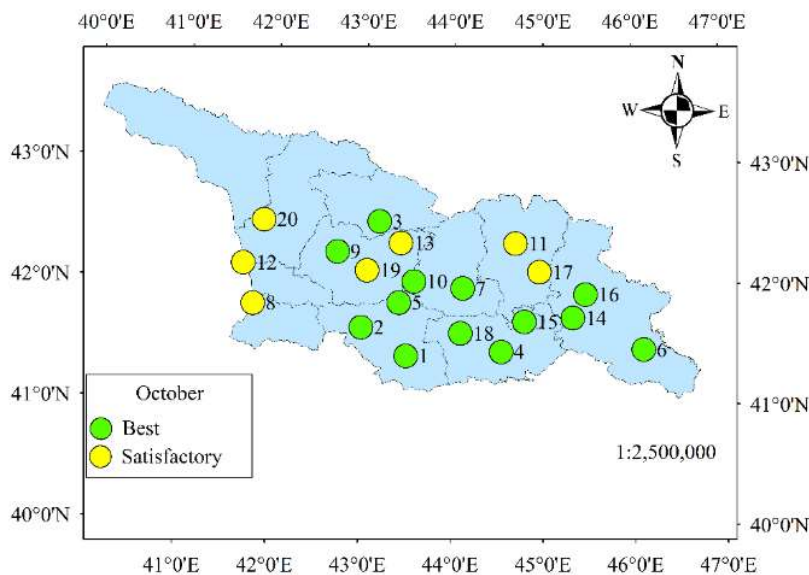 40°0'E 41°0'E 42°0'E 43°0'E 44°0'E 45°0'E 46°0'E 47°0'E
N
W E
S
43°0'N 43°0'N
20 3
13 11
9
12 19 17
42°0'N 42°0'N
10 7 16
8 5
15 14
2 18
1 4 6
41°0'N 41°0'N
October
Best
Satisfactory
1:2,500,000
40°0'N 40°0'N
41°0'E 42°0'E 43°0'E 44°0'E 45°0'E 46°0'E 47°0'E